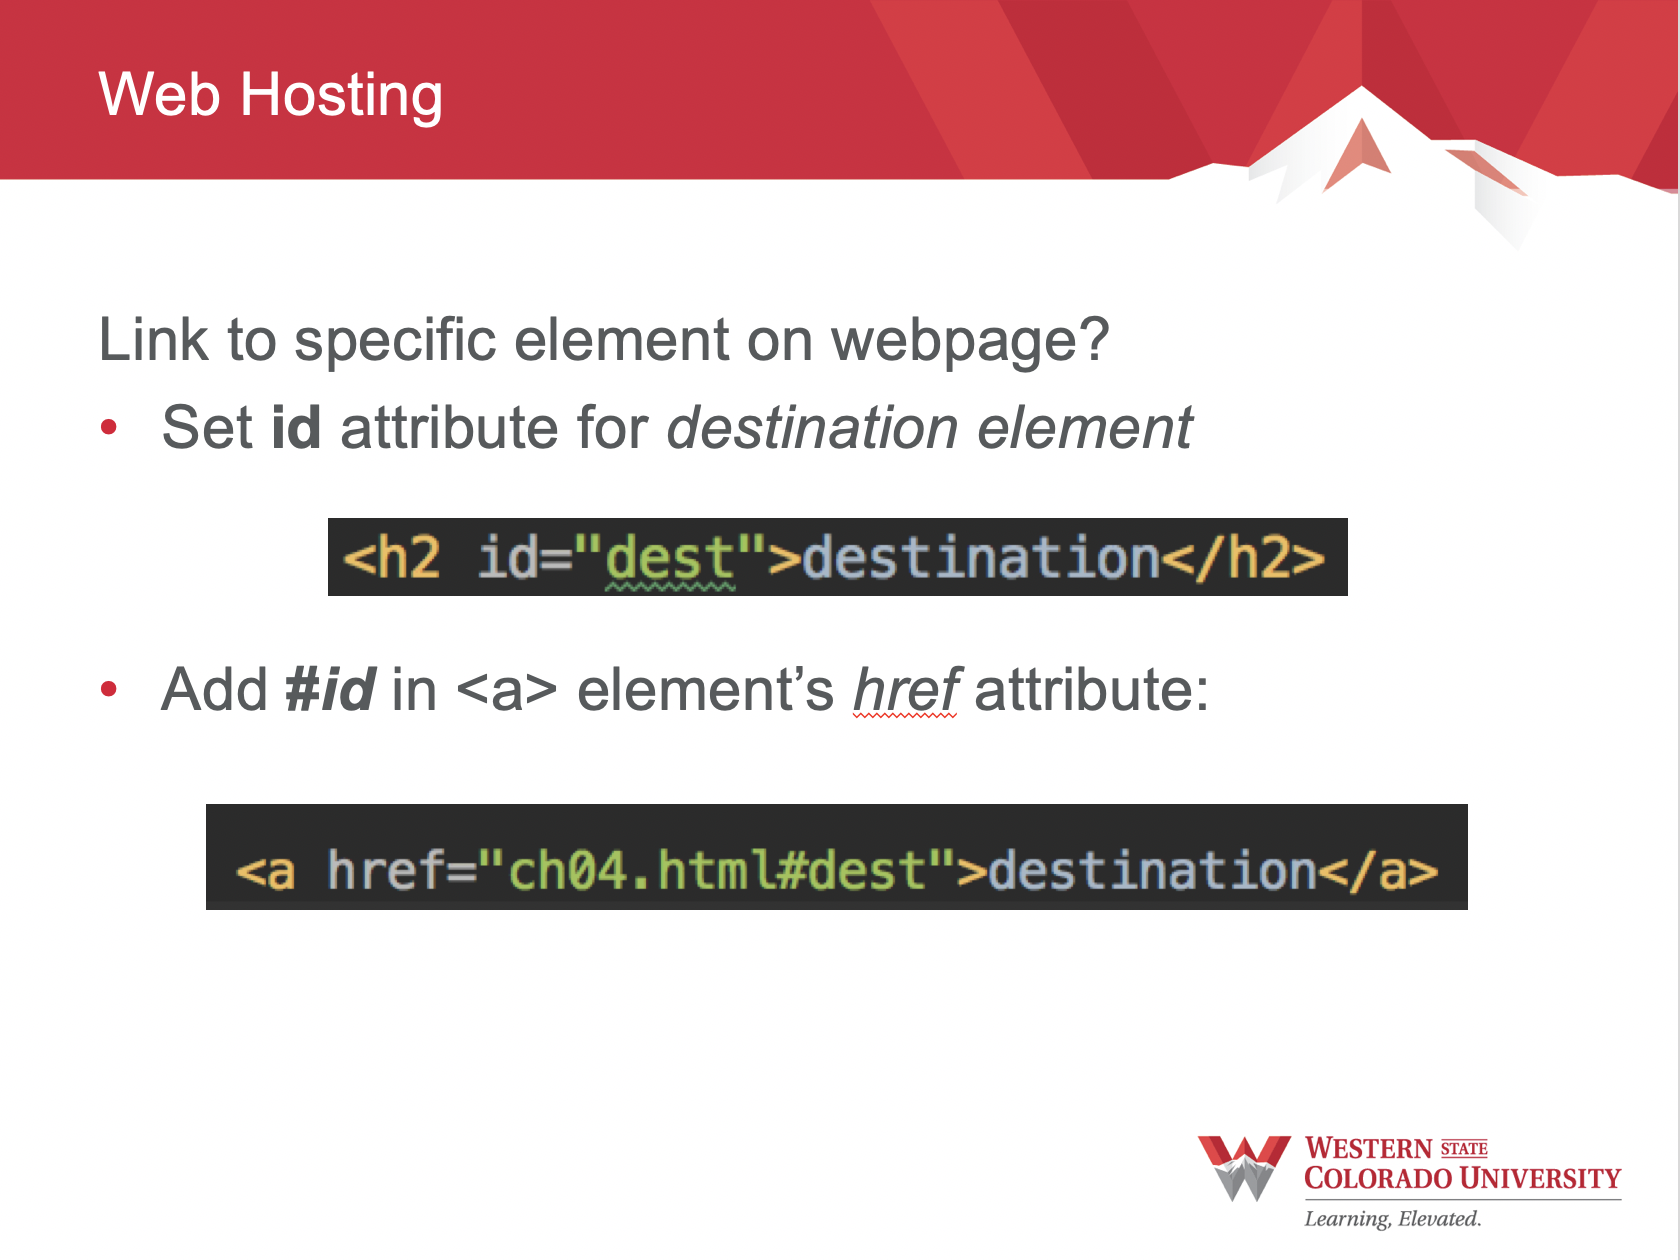 Web Hosting
Link to specific element on webpage?
• Set id attribute for destination element
<h2 id="dest">destination</h2>
• Add #id in <a> element’s href attribute:
<a href="ch04.html#dest">destination</a>
WESTERN STATE
COLORADO UNIVERSITY
Learning, Elevated.